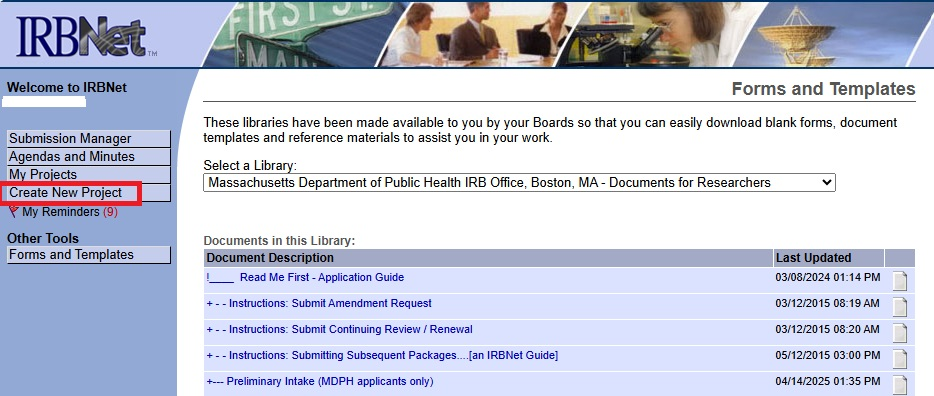 IRBNet™
FIRST ST
MAIN
Welcome to IRBNet
Submission Manager
Agendas and Minutes
My Projects
Create New Project
My Reminders (9)
Other Tools
Forms and Templates
Forms and Templates
These libraries have been made available to you by your Boards so that you can easily download blank forms, document
templates and reference materials to assist you in your work.
Select a Library:
Massachusetts Department of Public Health IRB Office, Boston, MA - Documents for Researchers
Documents in this Library:
Document Description Last Updated
!____ Read Me First - Application Guide 03/08/2024 01:14 PM
+ - - Instructions: Submit Amendment Request 03/12/2015 08:19 AM
+ - - Instructions: Submit Continuing Review / Renewal 03/12/2015 08:20 AM
+ - - Instructions: Submitting Subsequent Packages....[an IRBNet Guide] 05/12/2015 03:00 PM
+--- Preliminary Intake (MDPH applicants only) 04/14/2025 01:35 PM